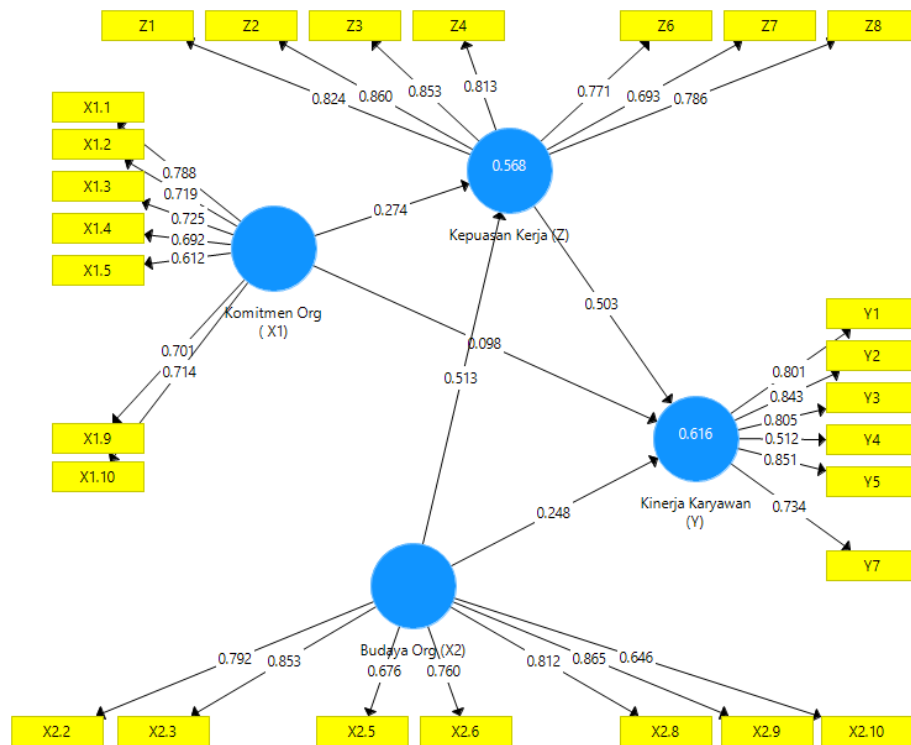 Z1
Z2
Z3
Z4
Z6
Z7
Z8
0.824
0.860
0.853
0.813
0.771
0.693
0.786
X1.1
X1.2
X1.3
X1.4
X1.5
0.788
0.719
0.725
0.692
0.612
0.568
Kepuasan Kerja (Z)
0.274
Komitmen Org
( X1)
0.701
0.714
X1.9
X1.10
0.098
0.513
0.503
Y1
Y2
Y3
Y4
Y5
Y7
0.801
0.843
0.805
0.512
0.851
0.734
0.616
Kinerja Karyawan
(Y)
0.248
Budaya Org (X2)
0.792
0.853
0.676
0.760
0.812
0.865
0.646
X2.2
X2.3
X2.5
X2.6
X2.8
X2.9
X2.10